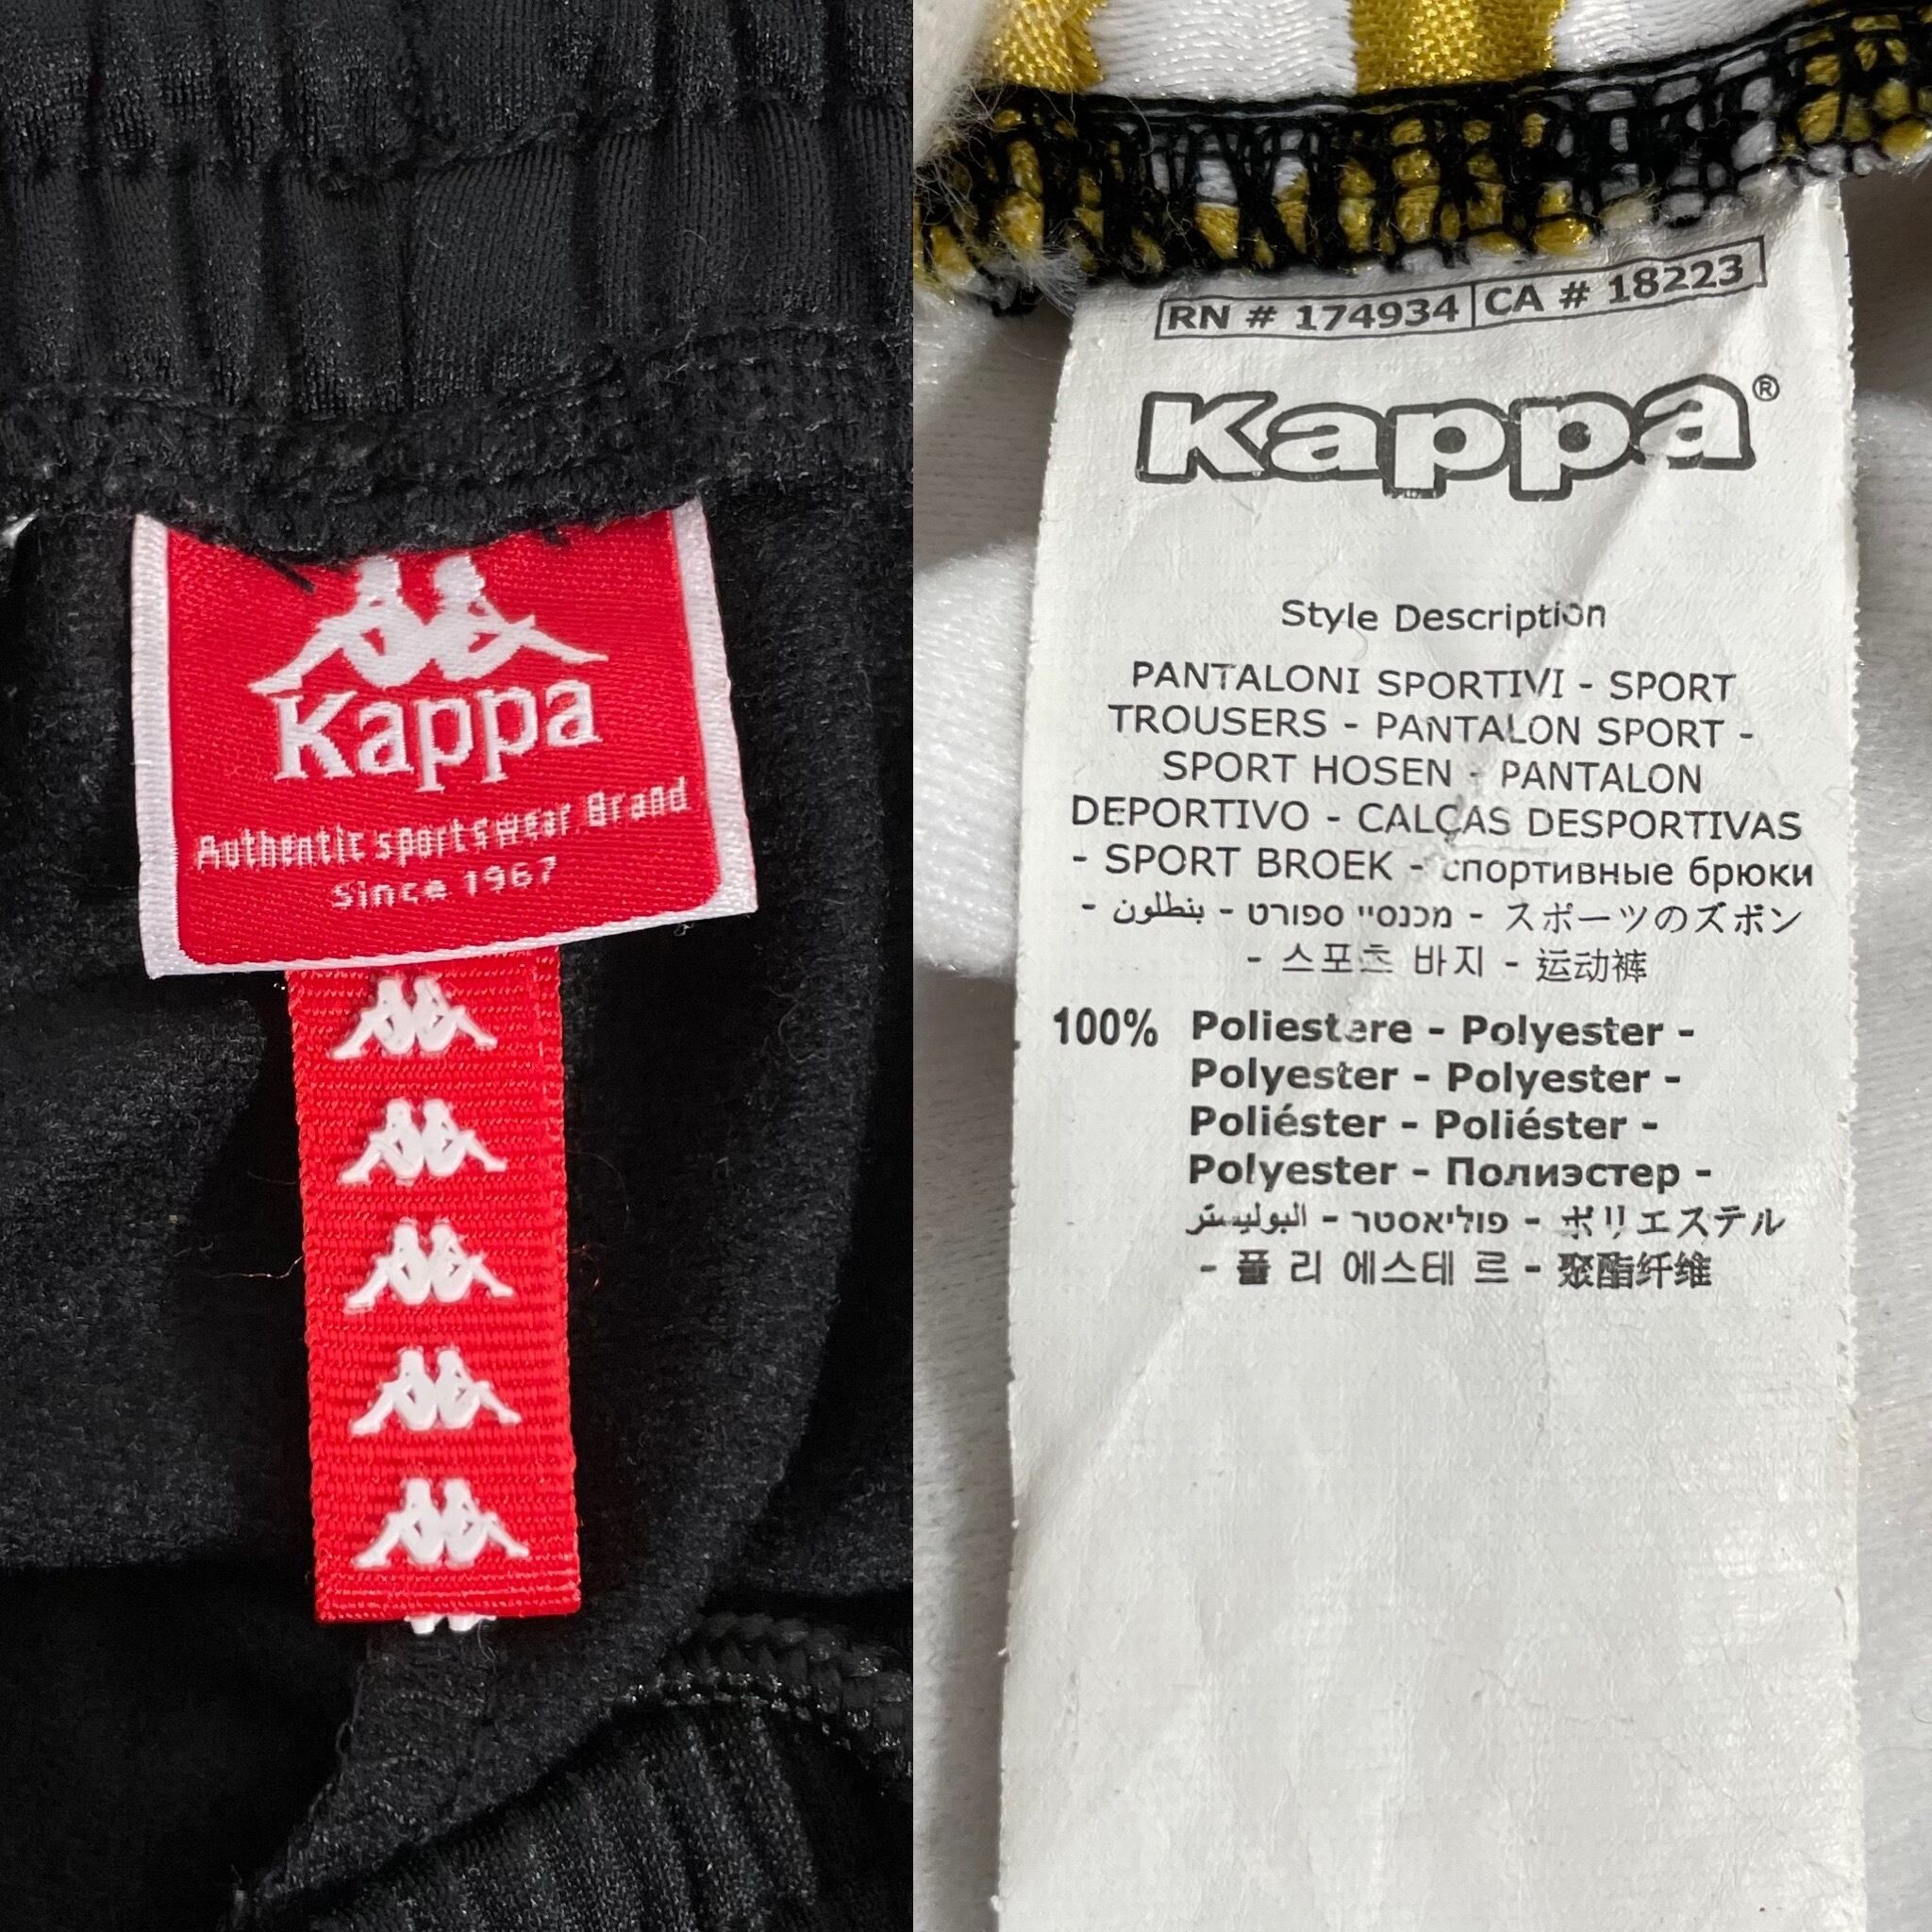 Kappa
Authentic sportswear Brand
Since 1967
RN # 174934 CA # 18223
Kappa®
Style Description
PANTALONI SPORTIVI - SPORT
TROUSERS - PANTALON SPORT -
SPORT HOSEN - PANTALON
DEPORTIVO - CALÇAS DESPORTIVAS
- SPORT BROEK - спортивные брюки
- بنطلون - מכנסיי ספורט - スポーツのズボン
- 스포츠 바지 - 运动裤
100% Poliestere - Polyester -
Polyester - Polyester -
Poliéster - Poliéster -
Polyester - Полиэстер -
البوليستر - פוליאסטר - ポリエステル
- 폴 리 에스테 르 - 聚酯纤维